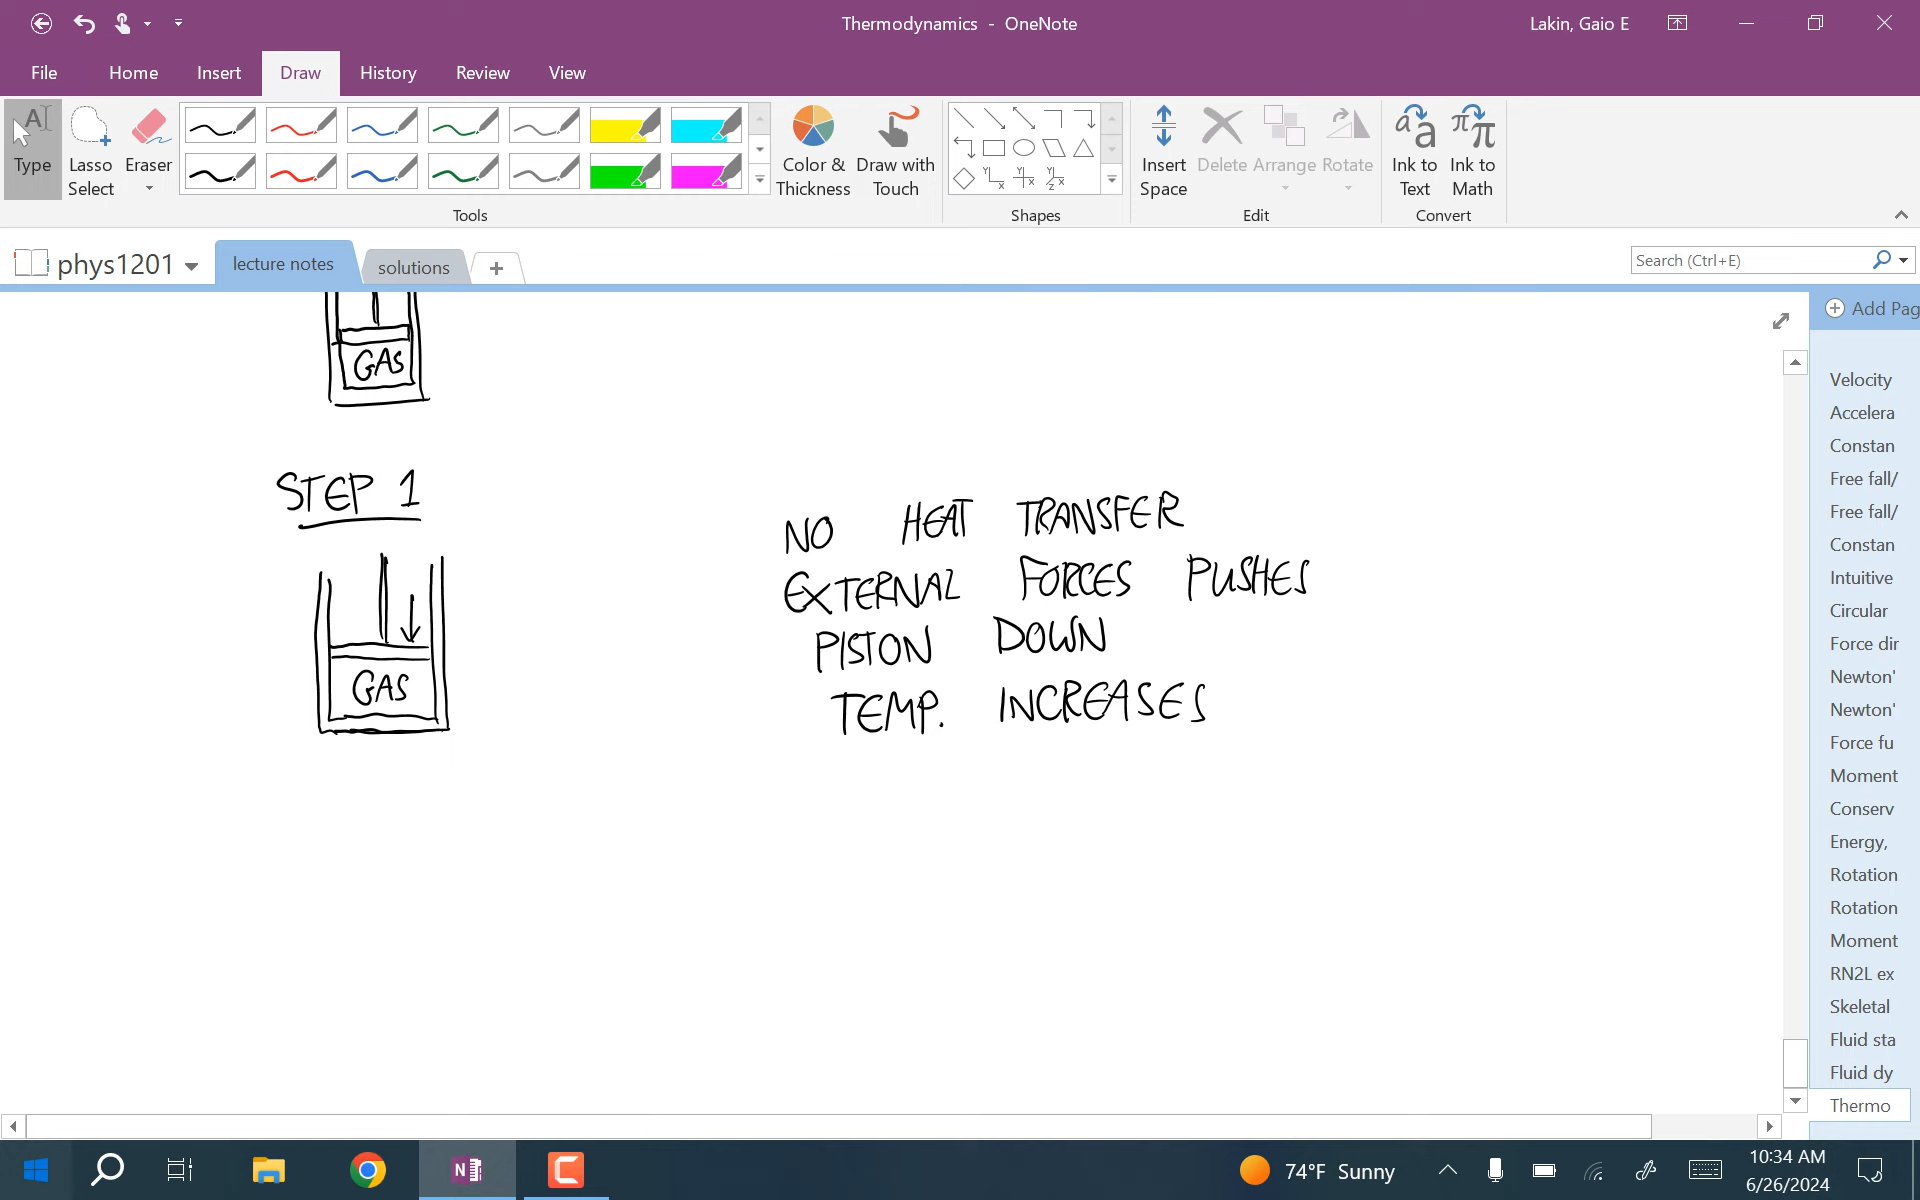 Thermodynamics - OneNote
Lakin, Gaio E
File Home Insert Draw History Review View
Type
Lasso Select
Eraser
Color & Thickness
Draw with Touch
Insert Space
Delete
Arrange
Rotate
Ink to Text
Ink to Math
Tools
Shapes
Edit
Convert
phys1201
lecture notes
solutions
Search (Ctrl+E)
Add Pag
GAS
STEP 1
NO HEAT TRANSFER
EXTERNAL FORCES PUSHES
PISTON DOWN
TEMP. INCREASES
GAS
Velocity
Accelera
Constan
Free fall/
Free fall/
Constan
Intuitive
Circular
Force dir
Newton'
Newton'
Force fu
Moment
Conserv
Energy,
Rotation
Rotation
Moment
RN2L ex
Skeletal
Fluid sta
Fluid dy
Thermo
74°F Sunny
10:34 AM
6/26/2024